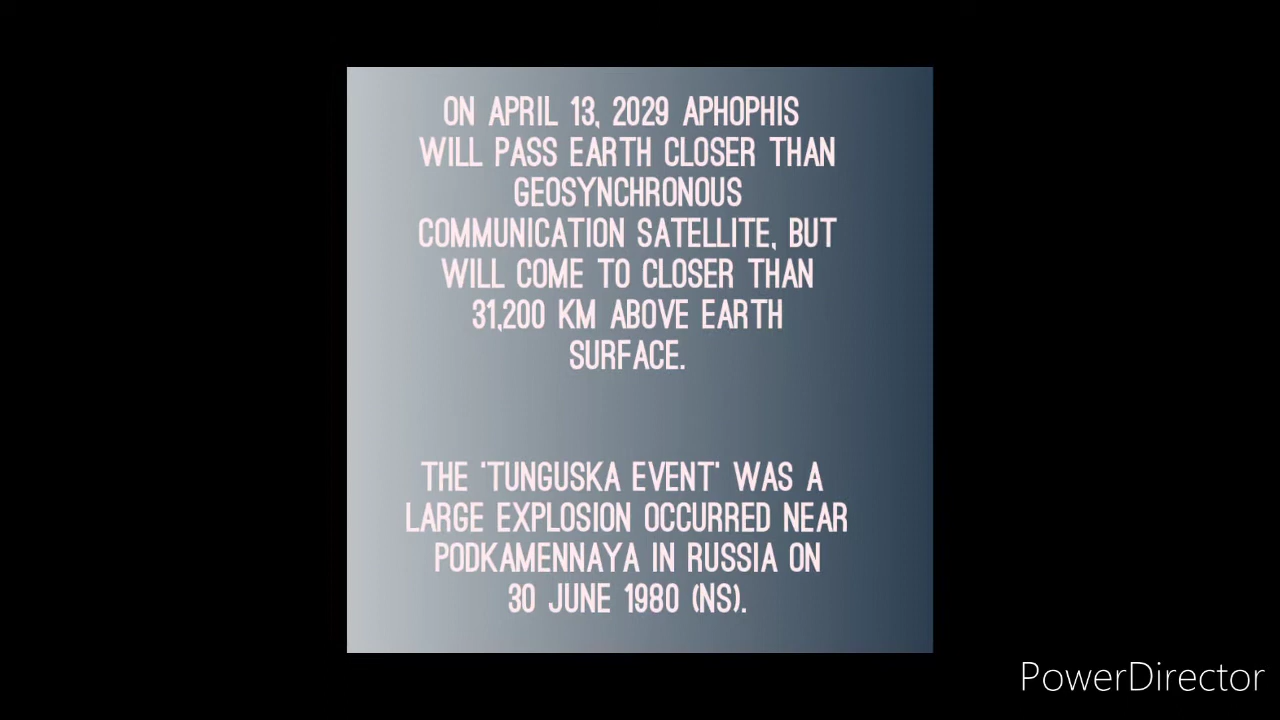 ON APRIL 13, 2029 APHOPHIS
WILL PASS EARTH CLOSER THAN
GEOSYNCHRONOUS
COMMUNICATION SATELLITE, BUT
WILL COME TO CLOSER THAN
31,200 KM ABOVE EARTH
SURFACE.
THE 'TUNGUSKA EVENT' WAS A
LARGE EXPLOSION OCCURRED NEAR
PODKAMENNAYA IN RUSSIA ON
30 JUNE 1980 (NS).
PowerDirector